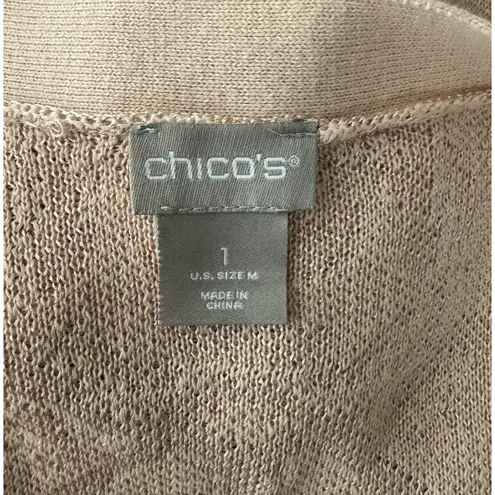 chico's®
1
U.S. SIZE M
MADE IN
CHINA